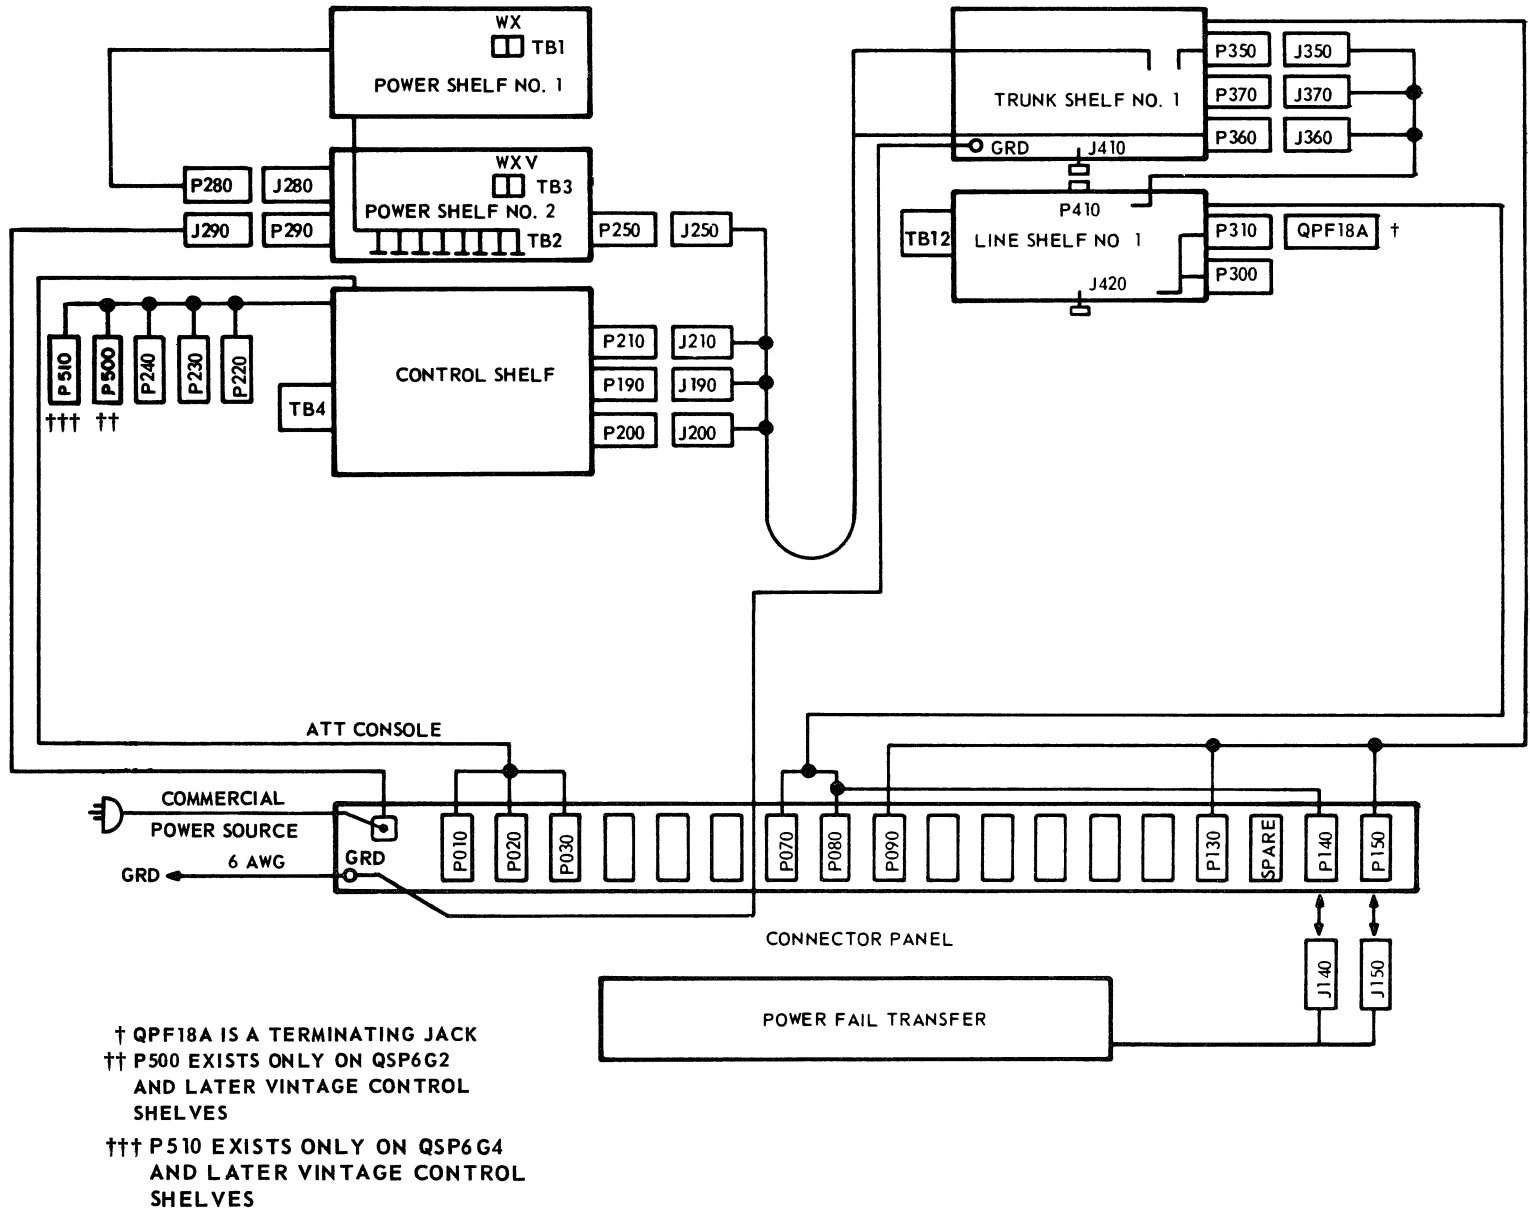 WX
TB1
POWER SHELF NO. 1
WXV
TB3
POWER SHELF NO. 2
TB2
P280
J280
J290
P290
P250
J250
P510
P500
P240
P230
P220
†††
††
CONTROL SHELF
TB4
P210
J210
P190
J190
P200
J200
TRUNK SHELF NO. 1
P350
J350
P370
J370
P360
J360
GRD
J410
P410
TB12
LINE SHELF NO 1
P310
QPF18A
†
P300
J420
ATT CONSOLE
COMMERCIAL
POWER SOURCE
6 AWG
GRD
GRD
P010
P020
P030
P070
P080
P090
P130
SPARE
P140
P150
CONNECTOR PANEL
J140
J150
POWER FAIL TRANSFER
† QPF18A IS A TERMINATING JACK
†† P500 EXISTS ONLY ON QSP6G2
AND LATER VINTAGE CONTROL
SHELVES
††† P510 EXISTS ONLY ON QSP6G4
AND LATER VINTAGE CONTROL
SHELVES